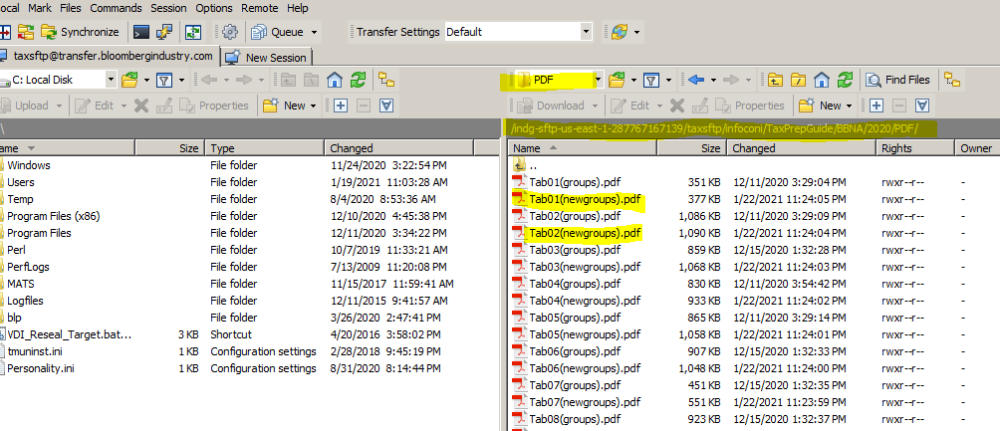 Local Mark Files Commands Session Options Remote Help
Synchronize Queue Transfer Settings Default
taxsftp@transfer.bloombergindustry.com New Session
C: Local Disk PDF Find Files
Upload Edit Properties New Download Edit Properties New
\ /indg-sftp-us-east-1-287767167139/taxsftp/infoconi/TaxPrepGuide/BBNA/2020/PDF/
Name Size Type Changed Name Size Changed Rights Owner
Windows File folder 11/24/2020 3:22:54 PM ..
Users File folder 1/19/2021 11:03:28 AM Tab01(groups).pdf 351 KB 12/11/2020 3:29:04 PM rwxr--r-- -
Temp File folder 8/4/2020 8:53:36 AM Tab01(newgroups).pdf 377 KB 1/22/2021 11:24:05 PM rwxr--r-- -
Program Files (x86) File folder 12/10/2020 4:45:38 PM Tab02(groups).pdf 1,086 KB 12/11/2020 3:29:09 PM rwxr--r-- -
Program Files File folder 12/11/2020 3:34:22 PM Tab02(newgroups).pdf 1,090 KB 1/22/2021 11:24:04 PM rwxr--r-- -
Perl File folder 10/7/2019 11:33:21 AM Tab03(groups).pdf 859 KB 12/15/2020 1:32:28 PM rwxr--r-- -
PerfLogs File folder 7/13/2009 11:20:08 PM Tab03(newgroups).pdf 1,068 KB 1/22/2021 11:24:03 PM rwxr--r-- -
MATS File folder 11/15/2017 11:59:41 AM Tab04(groups).pdf 830 KB 12/11/2020 3:54:42 PM rwxr--r-- -
Logfiles File folder 12/11/2015 9:41:57 AM Tab04(newgroups).pdf 933 KB 1/22/2021 11:24:02 PM rwxr--r-- -
blp File folder 3/26/2020 2:47:41 PM Tab05(groups).pdf 865 KB 12/11/2020 3:29:14 PM rwxr--r-- -
VDI_Reseal_Target.bat... 3 KB Shortcut 4/20/2016 3:58:02 PM Tab05(newgroups).pdf 1,058 KB 1/22/2021 11:24:01 PM rwxr--r-- -
tmuninst.ini 1 KB Configuration settings 2/28/2018 9:45:19 PM Tab06(groups).pdf 907 KB 12/15/2020 1:32:33 PM rwxr--r-- -
Personality.ini 1 KB Configuration settings 8/31/2020 8:14:44 PM Tab06(newgroups).pdf 1,048 KB 1/22/2021 11:24:00 PM rwxr--r-- -
Tab07(groups).pdf 451 KB 12/15/2020 1:32:35 PM rwxr--r-- -
Tab07(newgroups).pdf 551 KB 1/22/2021 11:23:59 PM rwxr--r-- -
Tab08(groups).pdf 923 KB 12/15/2020 1:32:37 PM rwxr--r-- -